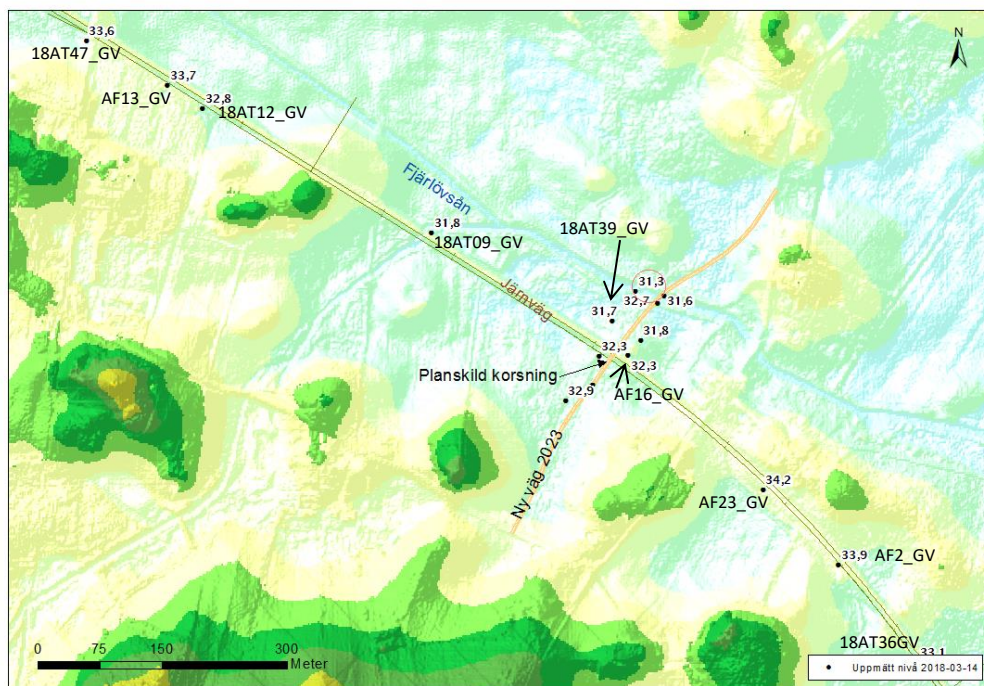 33,6
N
18AT47_GV
33,7
AF13_GV
32,8
18AT12_GV
Fjärlövsån
31,8
18AT09_GV
18AT39_GV
Järnväg
31,3
32,7
31,6
31,7
31,8
32,3
32,3
Planskild korsning
AF16_GV
32,9
Ny väg 2023
34,2
AF23_GV
33,9
AF2_GV
18AT36GV
33,1
0 75 150 300
Meter
Uppmätt nivå 2018-03-14